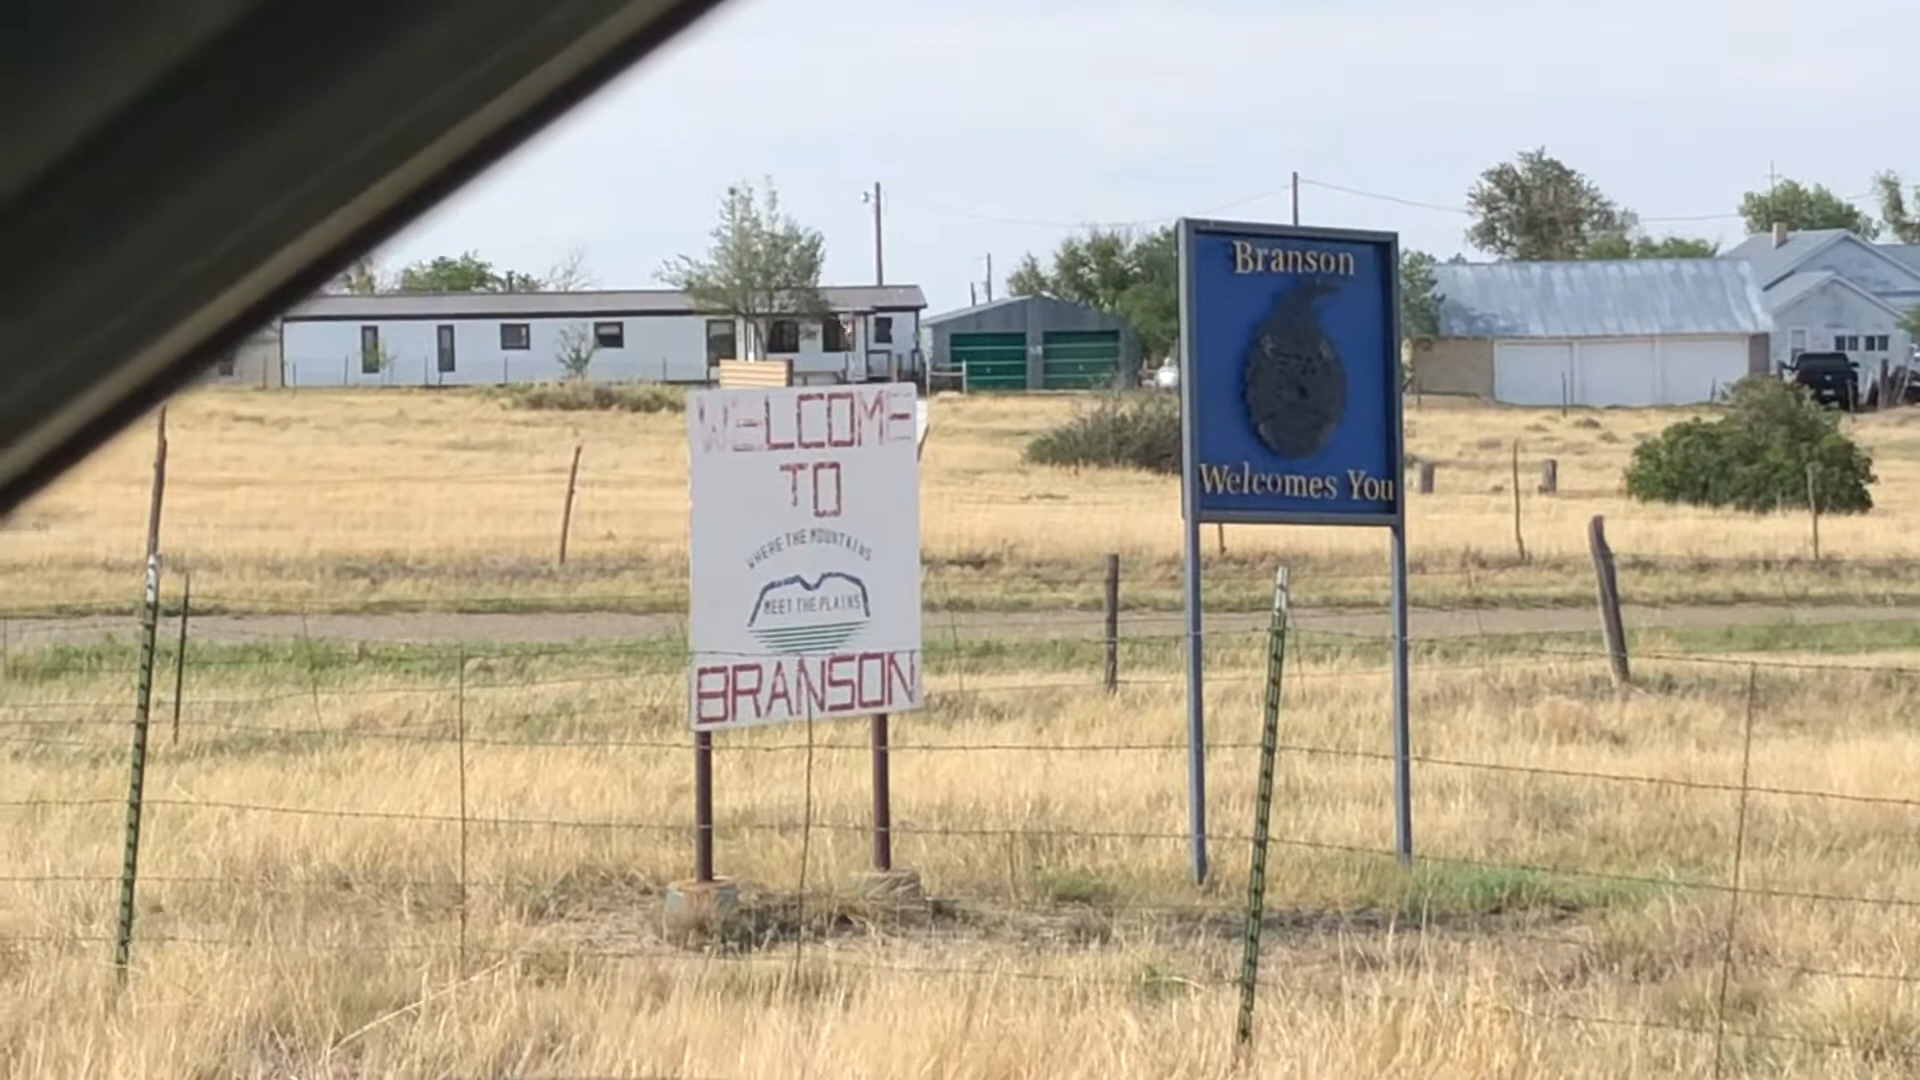 WELCOME
TO
WHERE THE MOUNTAINS
MEET THE PLAINS
BRANSON
Branson
Welcomes You